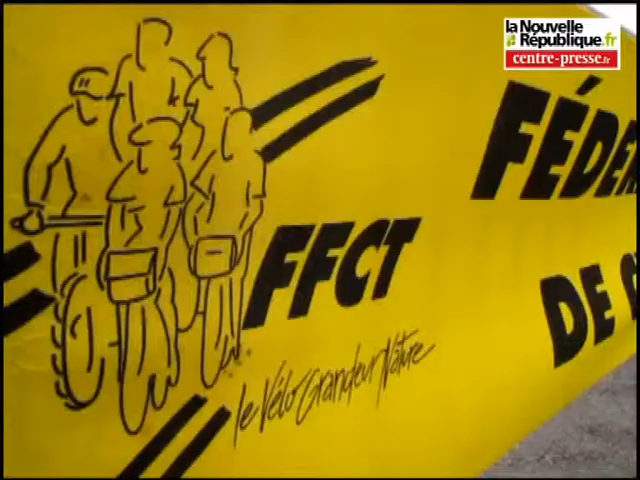 la Nouvelle
République.fr
centre-presse.fr
FFCT
le Vélo Grandeur Nature
FÉDÉR
DE